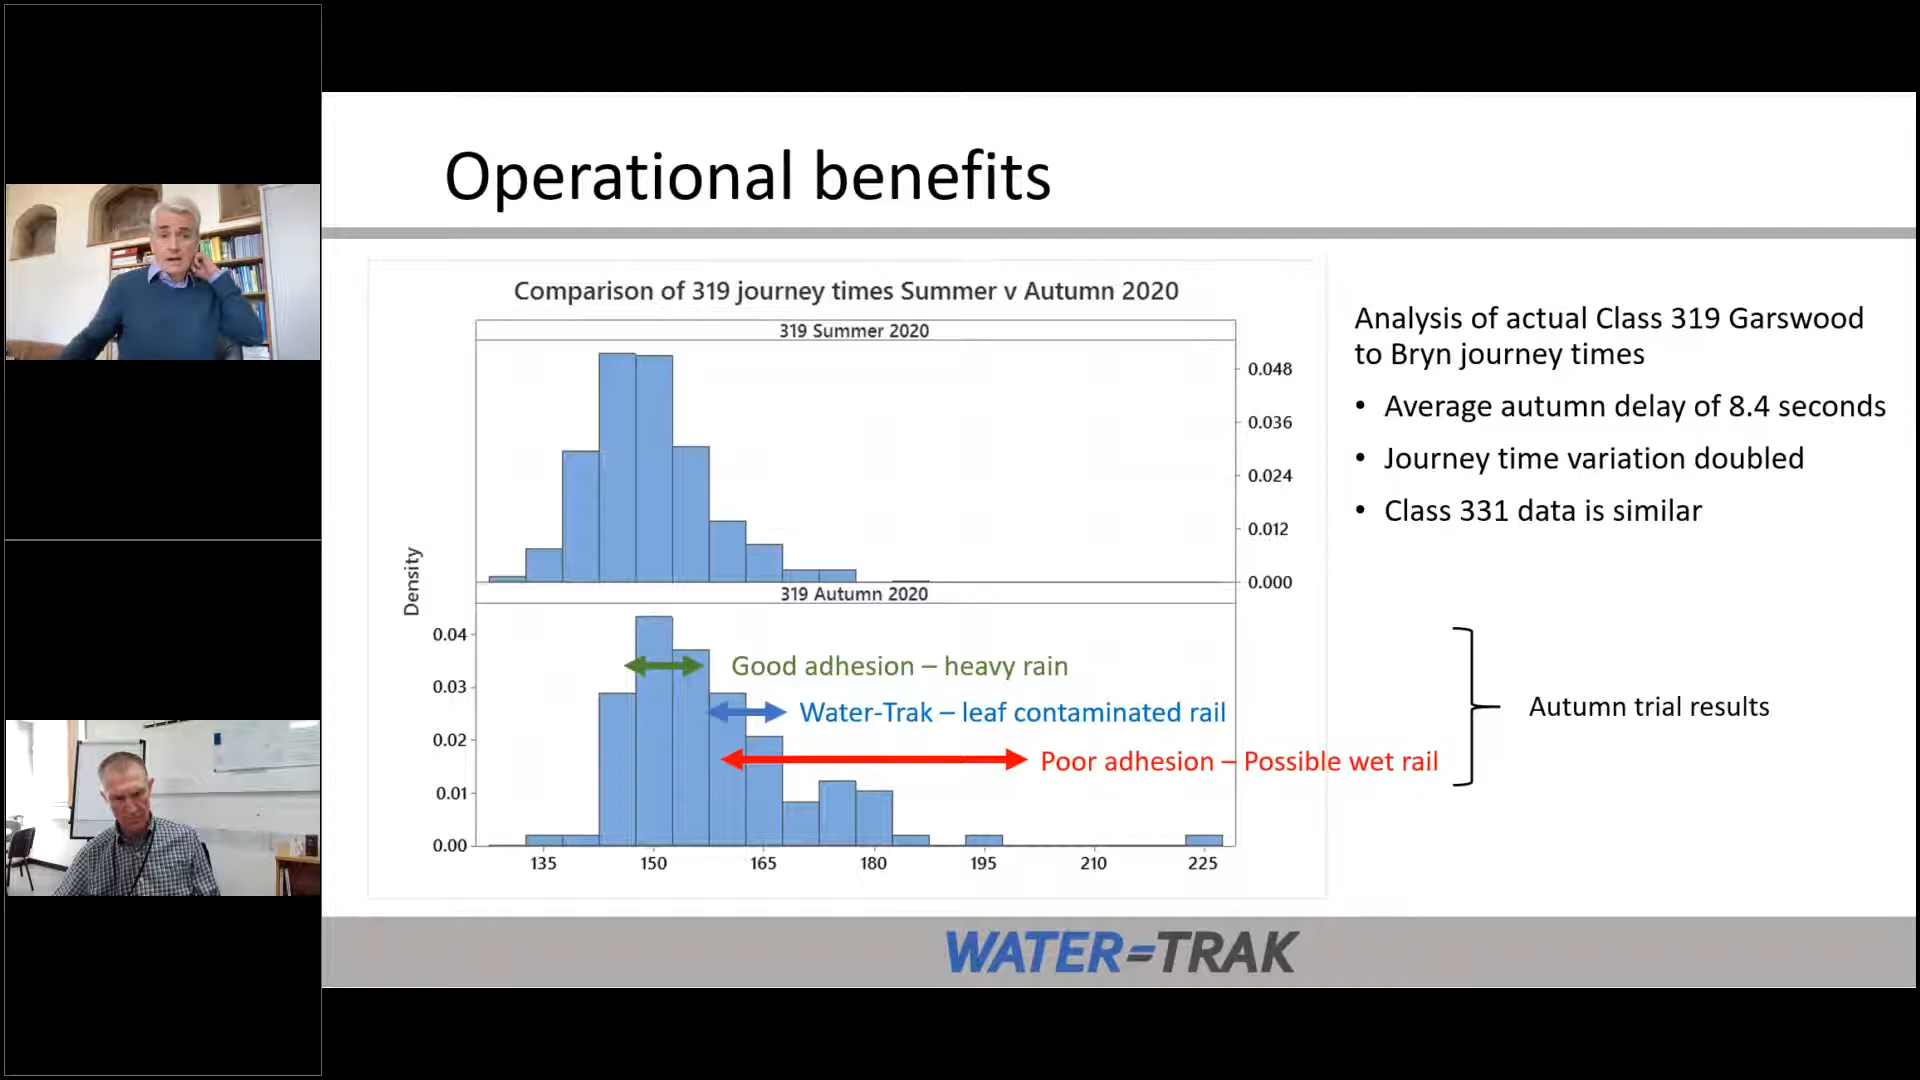 Operational benefits
Comparison of 319 journey times Summer v Autumn 2020
319 Summer 2020
0.048
0.036
0.024
0.012
0.000
Density
319 Autumn 2020
0.04
0.03
0.02
0.01
0.00
135 150 165 180 195 210 225
Good adhesion – heavy rain
Water-Trak – leaf contaminated rail
Poor adhesion – Possible wet rail
Analysis of actual Class 319 Garswood
to Bryn journey times
• Average autumn delay of 8.4 seconds
• Journey time variation doubled
• Class 331 data is similar
Autumn trial results
WATER=TRAK